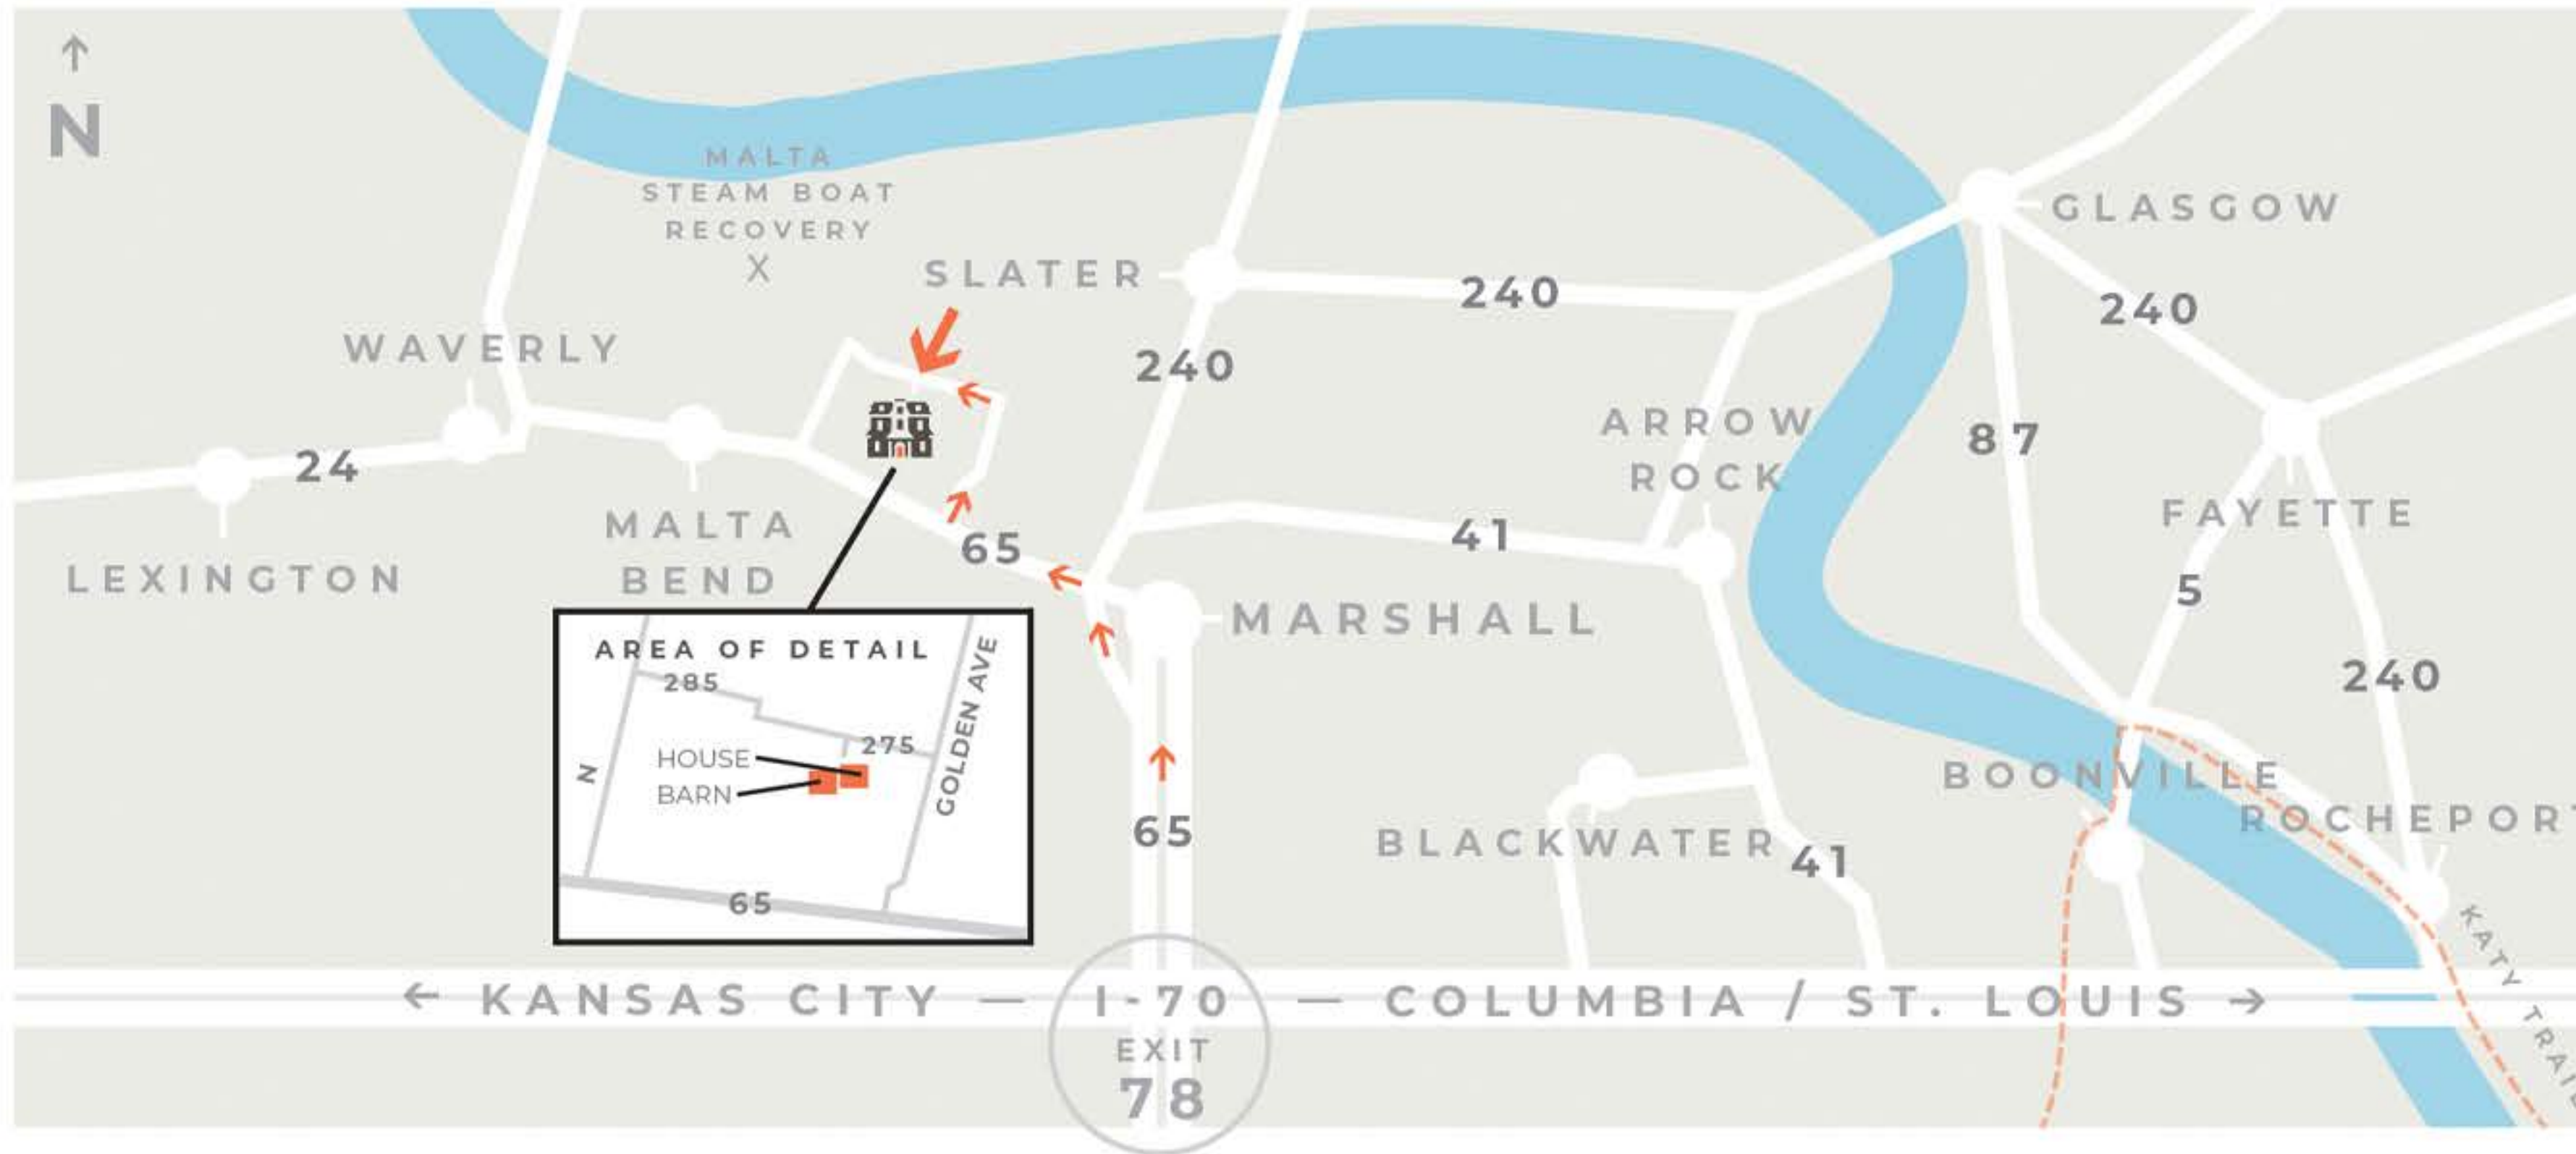 N
MALTA
STEAM BOAT
RECOVERY
X
GLASGOW
SLATER
240
240
WAVERLY
240
ARROW
ROCK
87
24
FAYETTE
MALTA
BEND
65
41
LEXINGTON
5
MARSHALL
AREA OF DETAIL
285
GOLDEN AVE
275
HOUSE
BARN
N
65
240
BOONVILLE
ROCHEPORT
65
BLACKWATER
41
KATY TRAIL
← KANSAS CITY — I-70 — COLUMBIA / ST. LOUIS →
EXIT
78